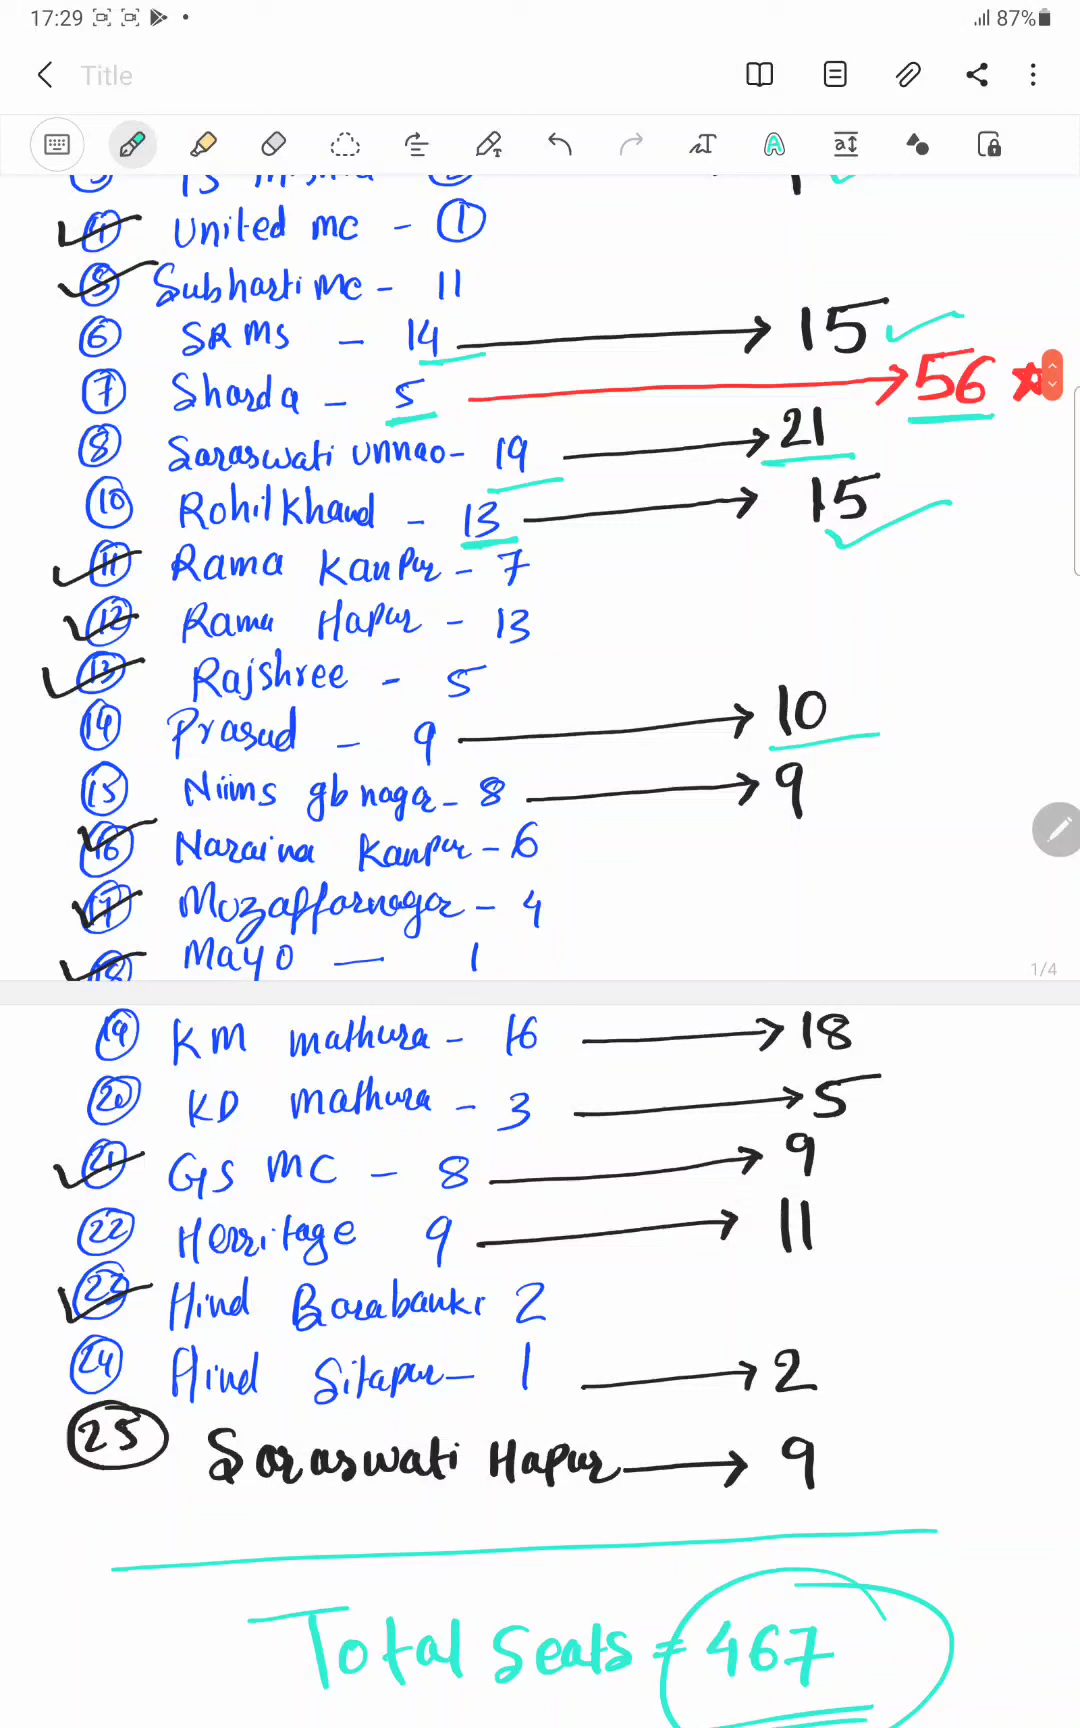 17:29 87%
Title
④ United mc - ①
⑤ Subharti mc - 11
⑥ SRMS - 14 → 15
⑦ Sharda - 5 → 56
⑧ Saraswati unnao - 19 → 21
⑩ Rohilkhand - 13 → 15
⑪ Rama Kanpur - 7
⑫ Rama Hapur - 13
⑬ Rajshree - 5
⑭ Prasad - 9 → 10
⑮ Niims gb nagar - 8 → 9
⑯ Naraina Kanpur - 6
⑰ Muzaffarnagar - 4
⑱ Mayo — 1
1/4
⑲ KM mathura - 16 → 18
⑳ KD mathura - 3 → 5
㉑ GS MC - 8 → 9
㉒ Herritage 9 → 11
㉓ Hind Barabanki 2
㉔ Hind Sitapur - 1 → 2
㉕ Saraswati Hapur → 9
Total Seats = 467